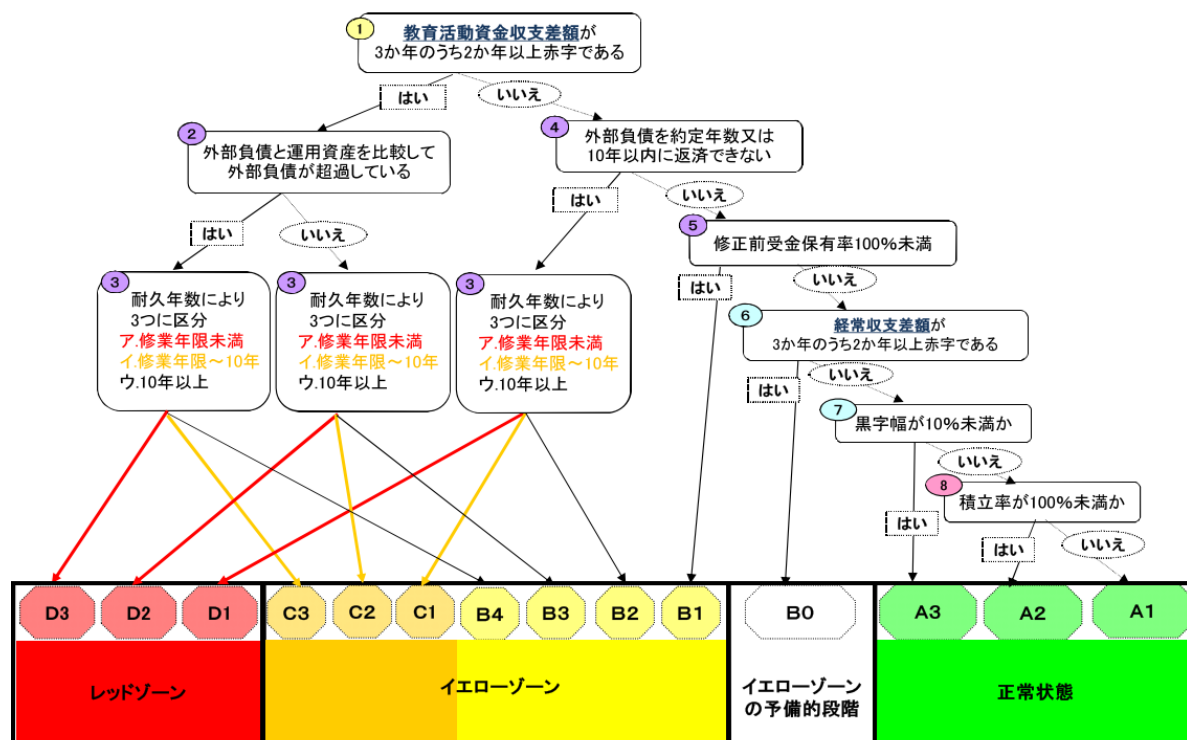 1
教育活動資金収支差額が
3か年のうち2か年以上赤字である
はい
いいえ
2
外部負債と運用資産を比較して
外部負債が超過している
4
外部負債を約定年数又は
10年以内に返済できない
はい
いいえ
はい
いいえ
5
修正前受金保有率100%未満
3
耐久年数により
3つに区分
ア.修業年限未満
イ.修業年限~10年
ウ.10年以上
3
耐久年数により
3つに区分
ア.修業年限未満
イ.修業年限~10年
ウ.10年以上
3
耐久年数により
3つに区分
ア.修業年限未満
イ.修業年限~10年
ウ.10年以上
はい
いいえ
6
経常収支差額が
3か年のうち2か年以上赤字である
はい
いいえ
7
黒字幅が10%未満か
はい
いいえ
8
積立率が100%未満か
はい
いいえ
D3
D2
D1
C3
C2
C1
B4
B3
B2
B1
B0
A3
A2
A1
レッドゾーン
イエローゾーン
イエローゾーン
の予備的段階
正常状態